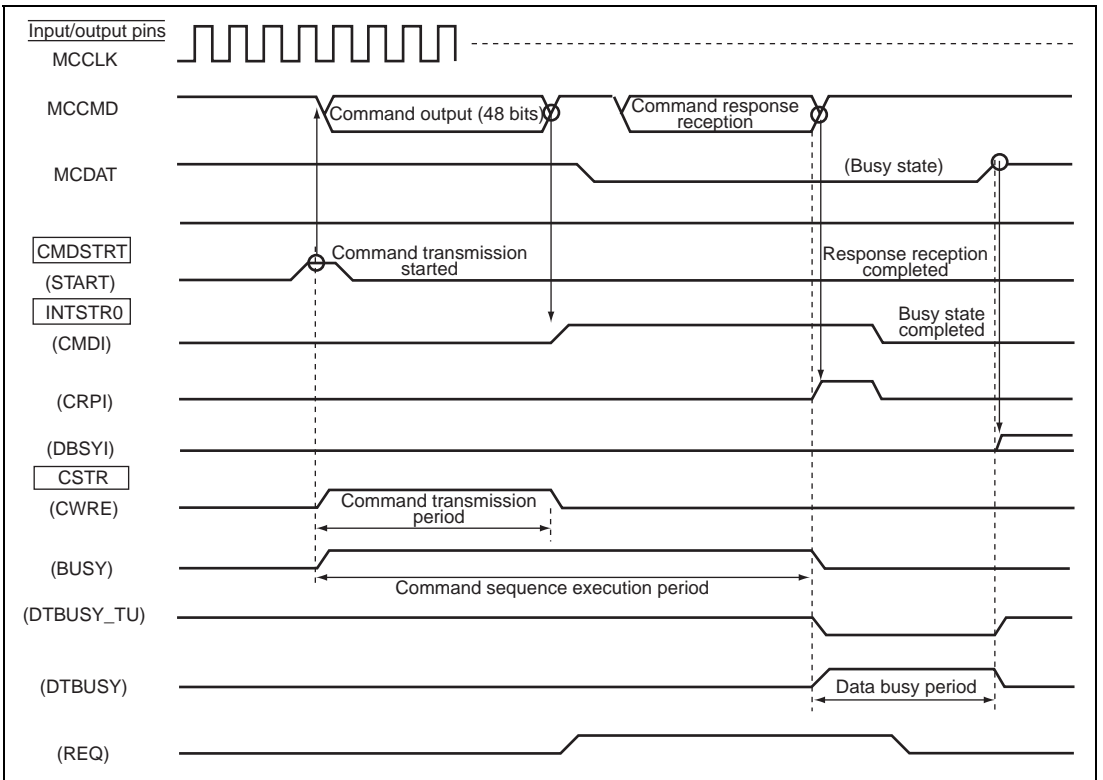 Input/output pins
MCCLK
MCCMD
Command output (48 bits)
Command response
reception
MCDAT
(Busy state)
CMDSTRT
(START)
Command transmission
started
Response reception
completed
INTSTR0
(CMDI)
Busy state
completed
(CRPI)
(DBSYI)
CSTR
(CWRE)
Command transmission
period
(BUSY)
Command sequence execution period
(DTBUSY_TU)
(DTBUSY)
Data busy period
(REQ)